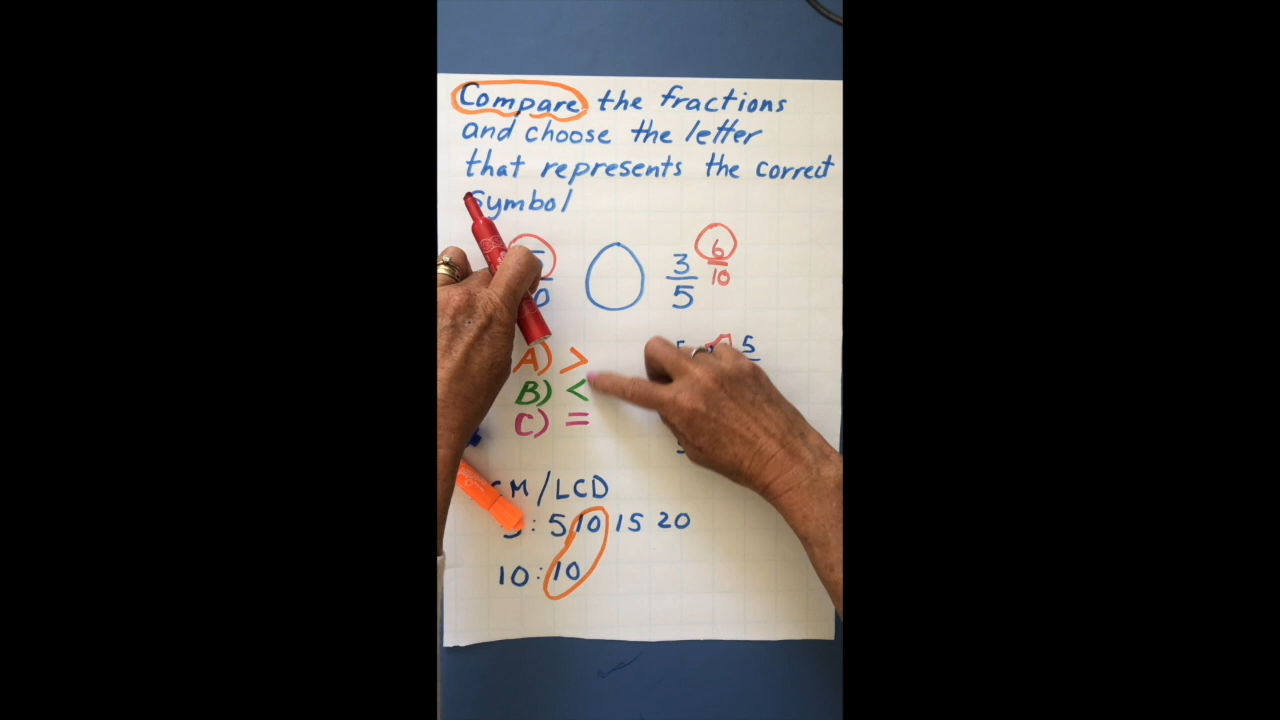 Compare the fractions
and choose the letter
that represents the correct
Symbol
3
5
6
10
A) >
B) <
C) =
5
/LCD
: 5 10 15 20
10: 10